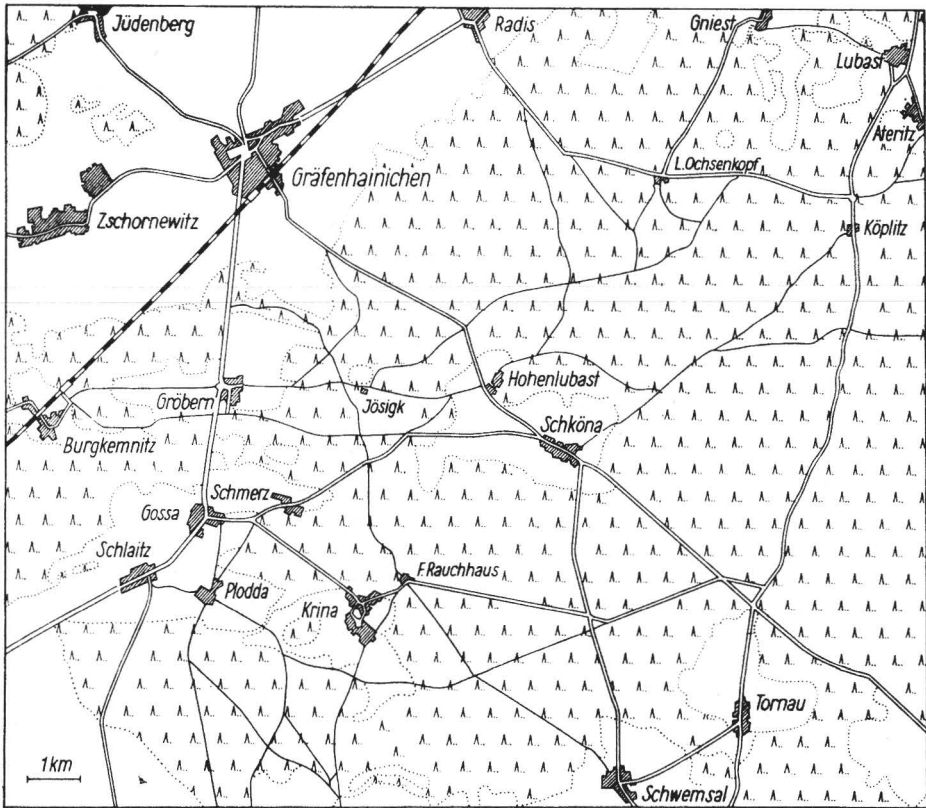 Jüdenberg
Radis
Gniest
Lubast
Ateritz
Gräfenhainichen
L.Ochsenkopf
Zschornewitz
Köplitz
Hohenlubast
Gröbern
Jösigk
Schköna
Burgkemnitz
Schmerz
Gossa
Schlaitz
F.Rauchhaus
Plodda
Krina
Tornau
1km
Schwemsal